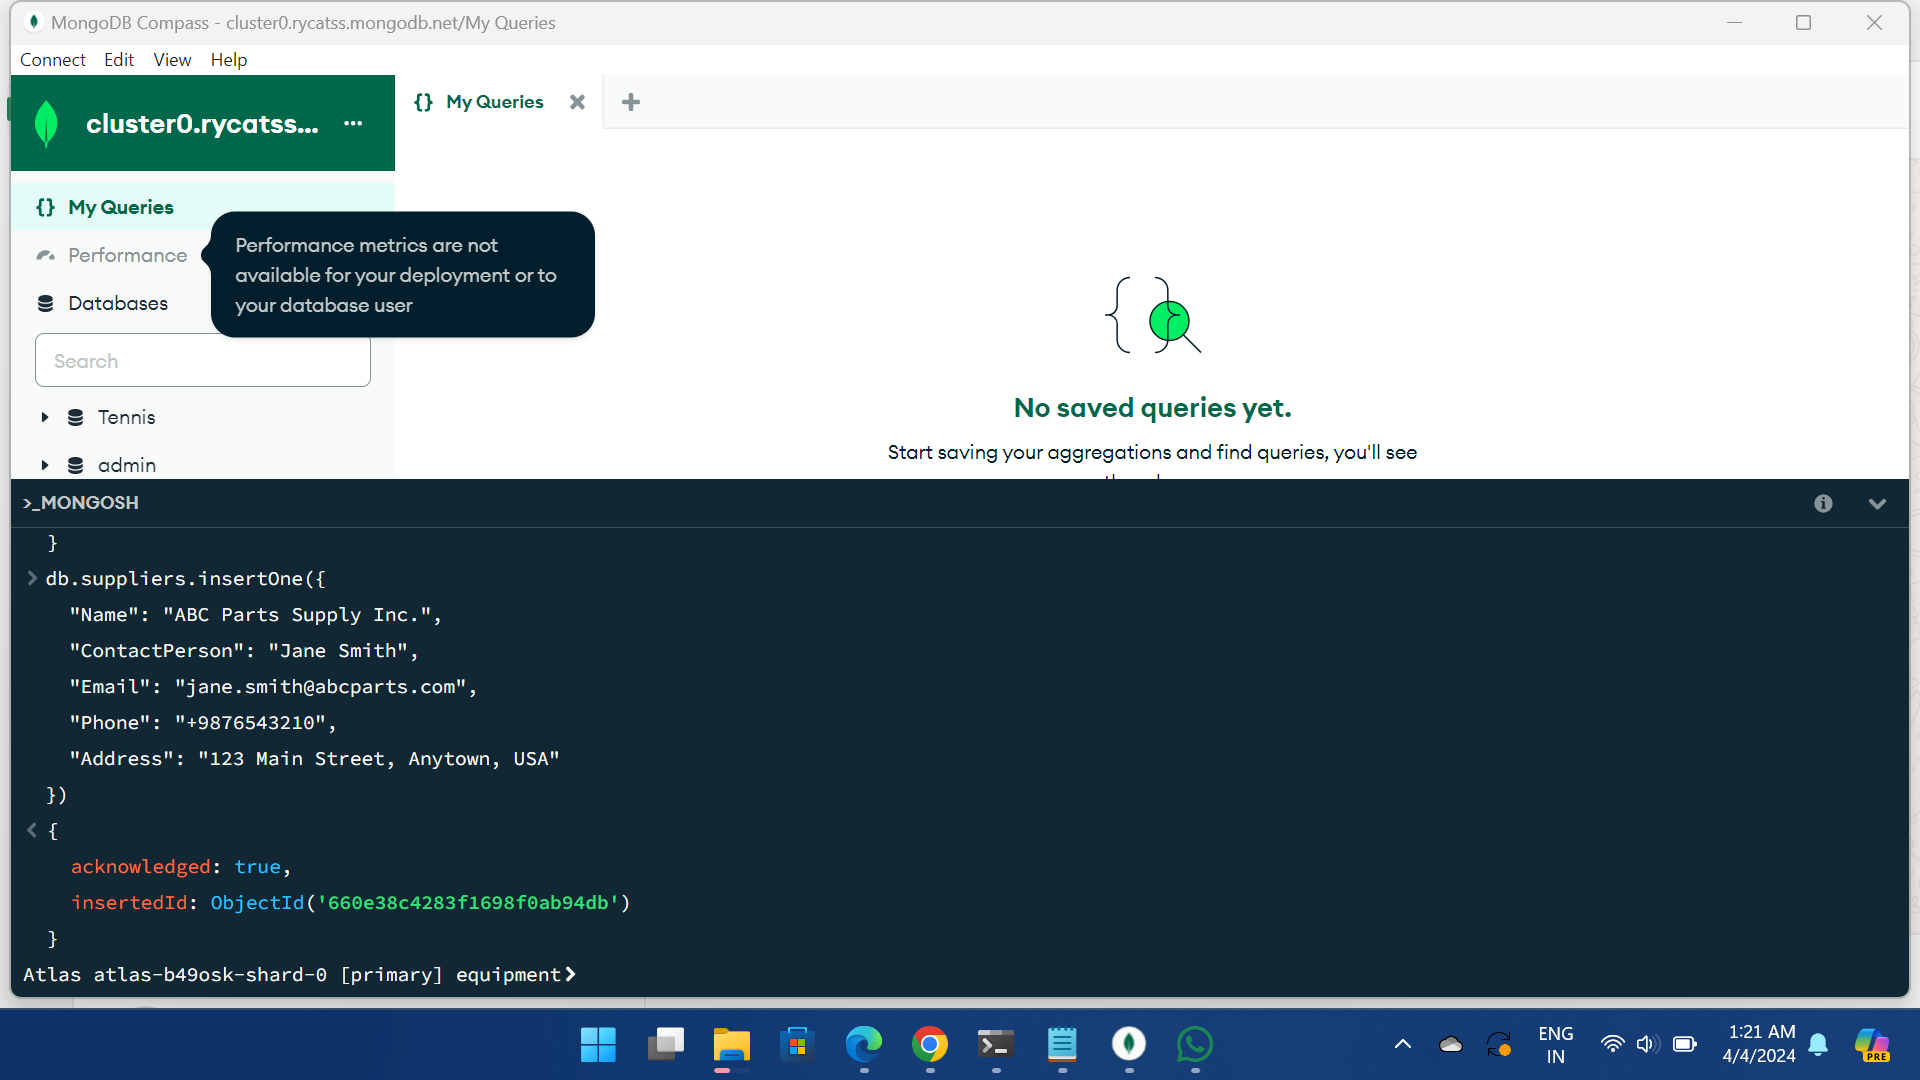 MongoDB Compass - cluster0.rycatss.mongodb.net/My Queries
Connect Edit View Help
cluster0.rycatss... ...
{} My Queries
{} My Queries
Performance
Performance metrics are not
available for your deployment or to
your database user
Databases
Search
Tennis
admin
No saved queries yet.
Start saving your aggregations and find queries, you'll see
>_MONGOSH
}
> db.suppliers.insertOne({
"Name": "ABC Parts Supply Inc.",
"ContactPerson": "Jane Smith",
"Email": "jane.smith@abcparts.com",
"Phone": "+9876543210",
"Address": "123 Main Street, Anytown, USA"
})
< {
acknowledged: true,
insertedId: ObjectId('660e38c4283f1698f0ab94db')
}
Atlas atlas-b49osk-shard-0 [primary] equipment>
ENG
IN
1:21 AM
4/4/2024
PRE